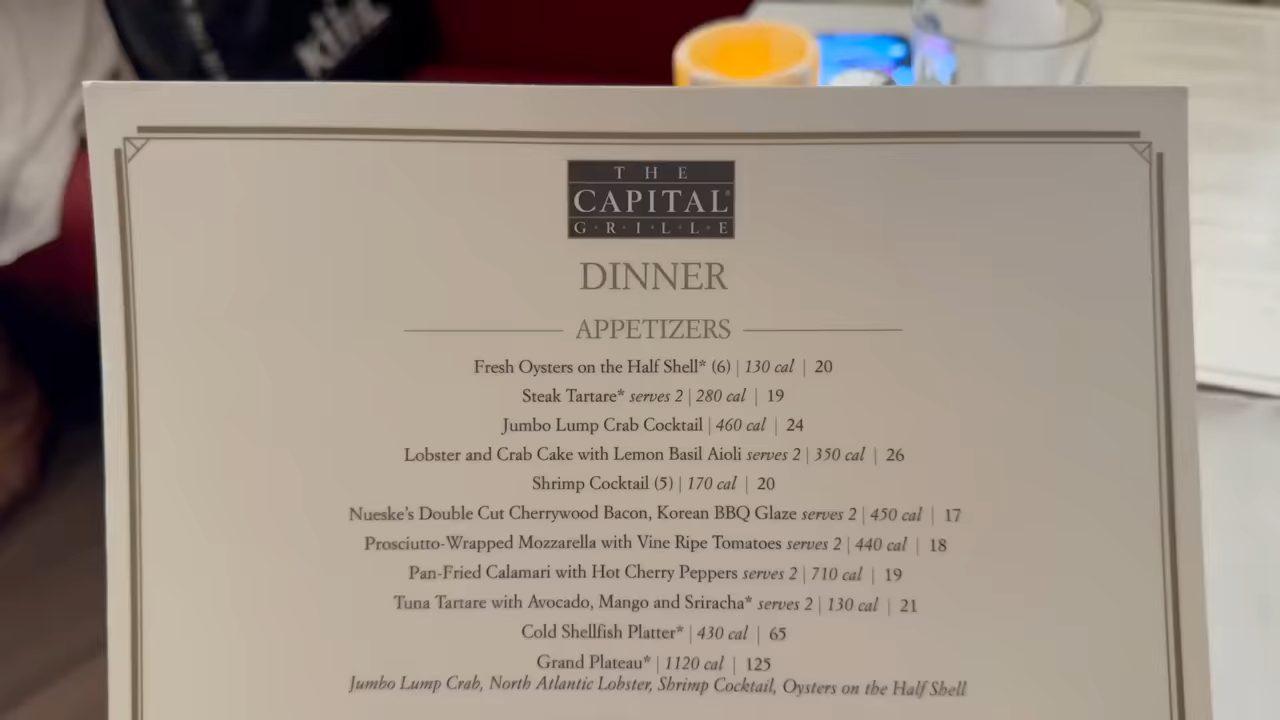 THE
CAPITAL®
G·R·I·L·L·E
DINNER
APPETIZERS
Fresh Oysters on the Half Shell* (6) | 130 cal | 20
Steak Tartare* serves 2 | 280 cal | 19
Jumbo Lump Crab Cocktail | 460 cal | 24
Lobster and Crab Cake with Lemon Basil Aioli serves 2 | 350 cal | 26
Shrimp Cocktail (5) | 170 cal | 20
Nueske's Double Cut Cherrywood Bacon, Korean BBQ Glaze serves 2 | 450 cal | 17
Prosciutto-Wrapped Mozzarella with Vine Ripe Tomatoes serves 2 | 440 cal | 18
Pan-Fried Calamari with Hot Cherry Peppers serves 2 | 710 cal | 19
Tuna Tartare with Avocado, Mango and Sriracha* serves 2 | 130 cal | 21
Cold Shellfish Platter* | 430 cal | 65
Grand Plateau* | 1120 cal | 125
Jumbo Lump Crab, North Atlantic Lobster, Shrimp Cocktail, Oysters on the Half Shell